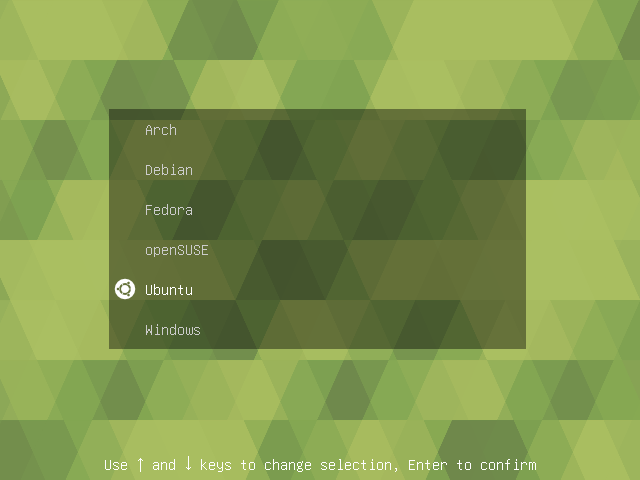 Arch
Debian
Fedora
openSUSE
Ubuntu
Windows
Use ↑ and ↓ keys to change selection, Enter to confirm